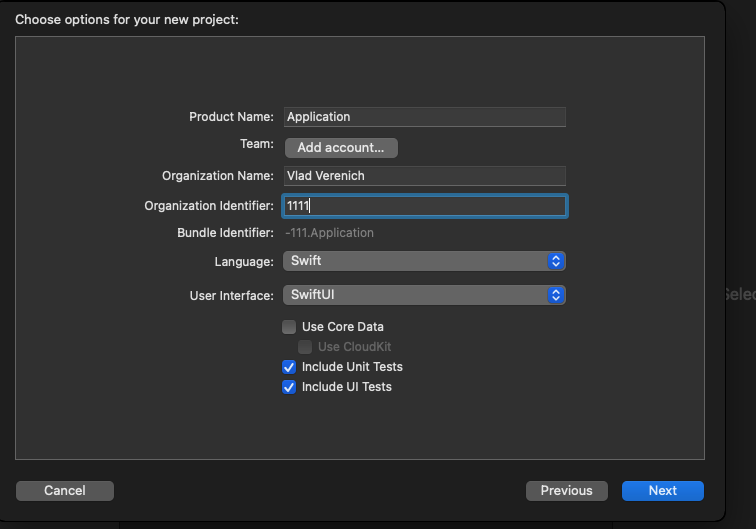 Choose options for your new project:
Product Name: Application
Team: Add account...
Organization Name: Vlad Verenich
Organization Identifier: 1111
Bundle Identifier: -111.Application
Language: Swift
User Interface: SwiftUI
Use Core Data
Use CloudKit
Include Unit Tests
Include UI Tests
Cancel Previous Next